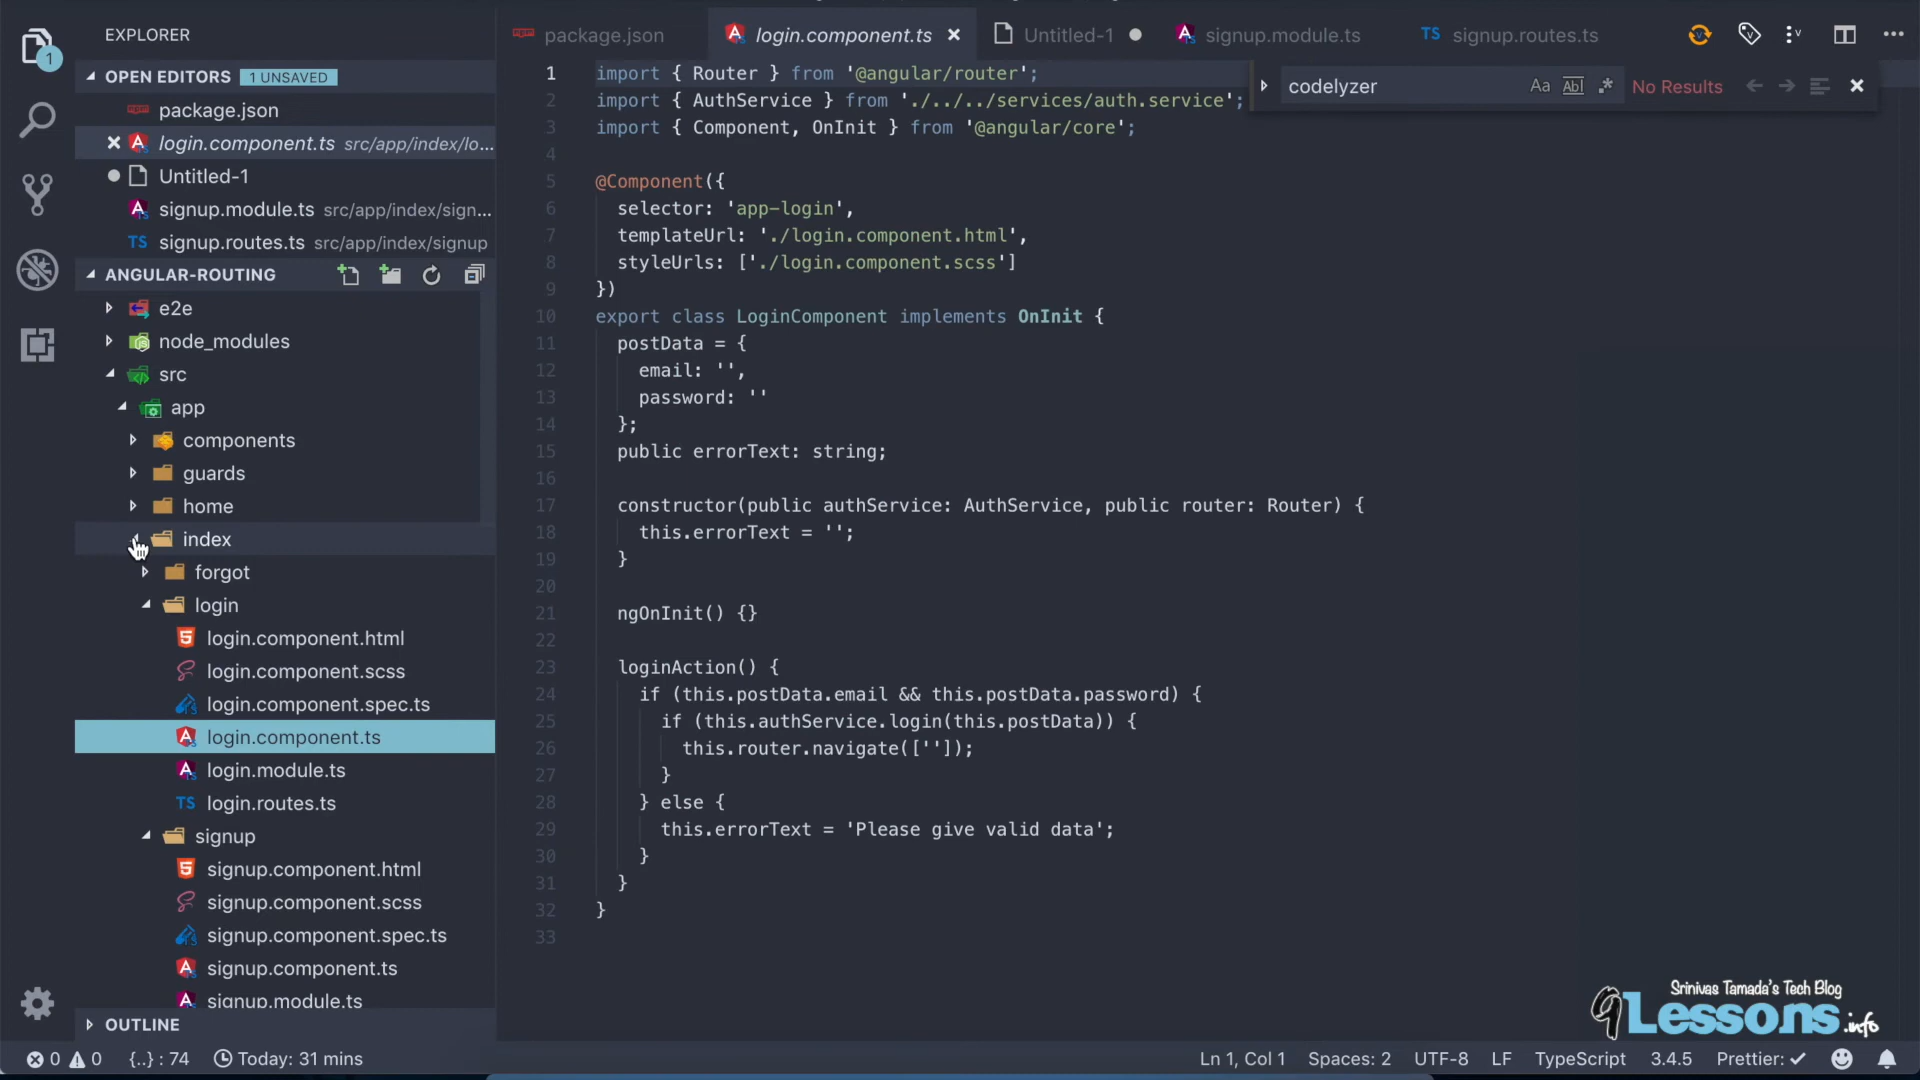 EXPLORER
1
OPEN EDITORS 1 UNSAVED
package.json
login.component.ts src/app/index/lo...
Untitled-1
signup.module.ts src/app/index/sign...
TS signup.routes.ts src/app/index/signup
ANGULAR-ROUTING
e2e
node_modules
src
app
components
guards
home
index
forgot
login
login.component.html
login.component.scss
login.component.spec.ts
login.component.ts
login.module.ts
TS login.routes.ts
signup
signup.component.html
signup.component.scss
signup.component.spec.ts
signup.component.ts
signup.module.ts
OUTLINE
package.json login.component.ts Untitled-1 signup.module.ts TS signup.routes.ts
codelyzer Aa Abl .* No Results
1 import { Router } from '@angular/router';
2 import { AuthService } from './../../services/auth.service';
3 import { Component, OnInit } from '@angular/core';
4
5 @Component({
6 selector: 'app-login',
7 templateUrl: './login.component.html',
8 styleUrls: ['./login.component.scss']
9 })
10 export class LoginComponent implements OnInit {
11 postData = {
12 email: '',
13 password: ''
14 };
15 public errorText: string;
16
17 constructor(public authService: AuthService, public router: Router) {
18 this.errorText = '';
19 }
20
21 ngOnInit() {}
22
23 loginAction() {
24 if (this.postData.email && this.postData.password) {
25 if (this.authService.login(this.postData)) {
26 this.router.navigate(['']);
27 }
28 } else {
29 this.errorText = 'Please give valid data';
30 }
31 }
32 }
33
Srinivas Tamada's Tech Blog
9Lessons.info
0 0 {..} : 74 Today: 31 mins Ln 1, Col 1 Spaces: 2 UTF-8 LF TypeScript 3.4.5 Prettier: ✓